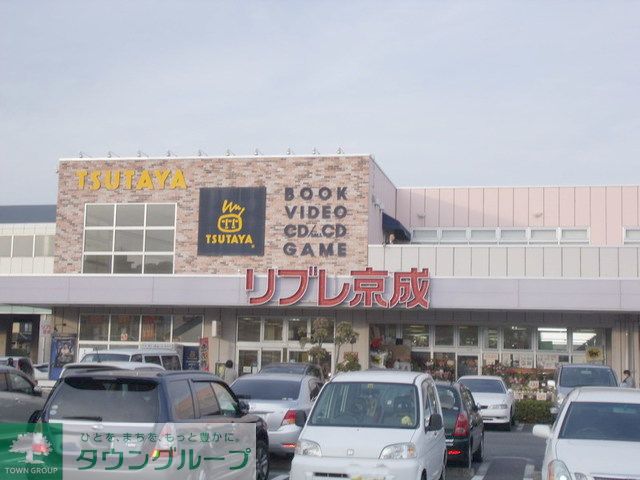 TSUTAYA
TSUTAYA
BOOK
VIDEO
CD
CD
GAME
リブレ京成
ひとを、まちを、もっと豊かに。
タウングループ
TOWN GROUP